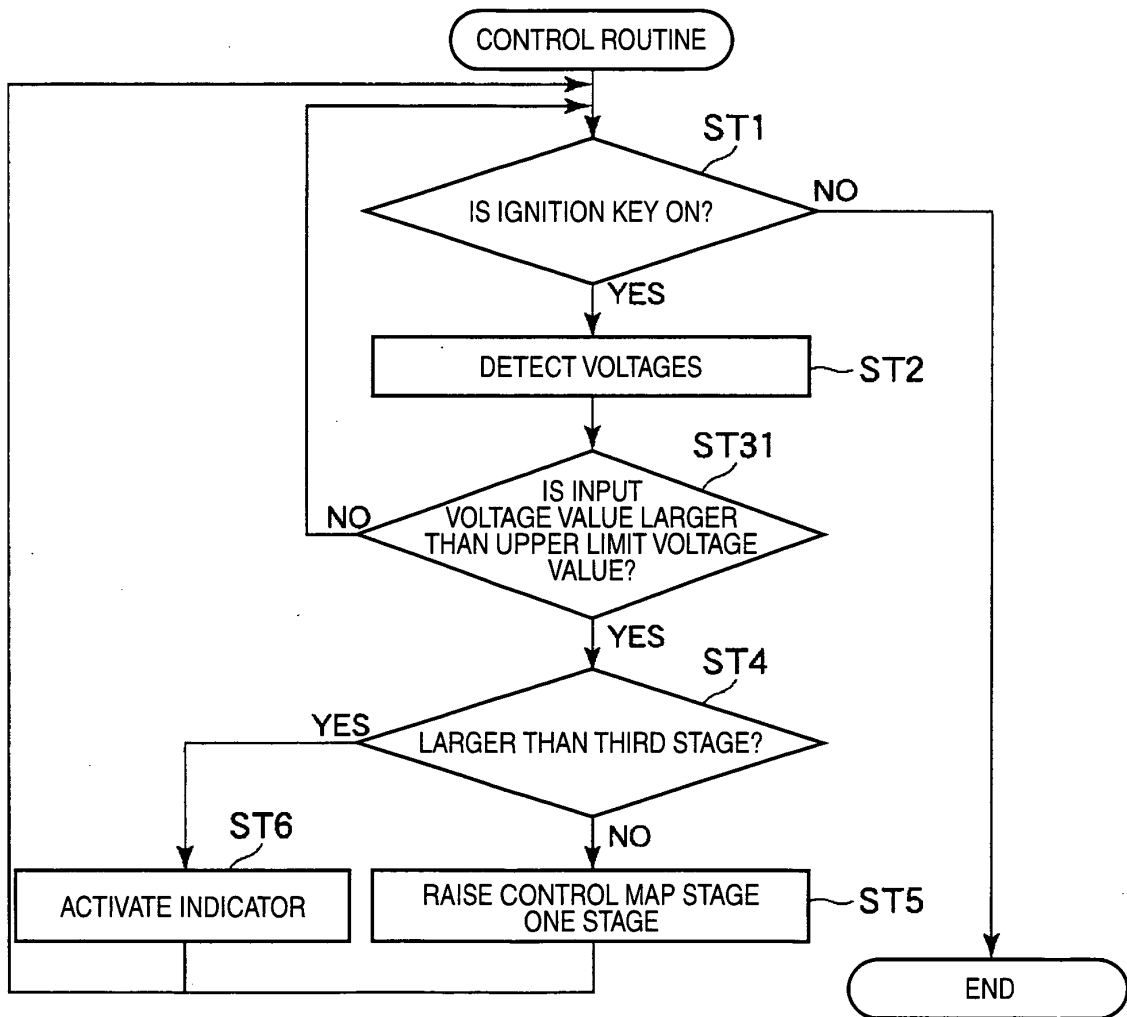 CONTROL ROUTINE
ST1
IS IGNITION KEY ON?
NO
YES
DETECT VOLTAGES
ST2
ST31
IS INPUT
VOLTAGE VALUE LARGER
THAN UPPER LIMIT VOLTAGE
VALUE?
NO
YES
ST4
LARGER THAN THIRD STAGE?
YES
NO
ST6
ACTIVATE INDICATOR
RAISE CONTROL MAP STAGE
ONE STAGE
ST5
END